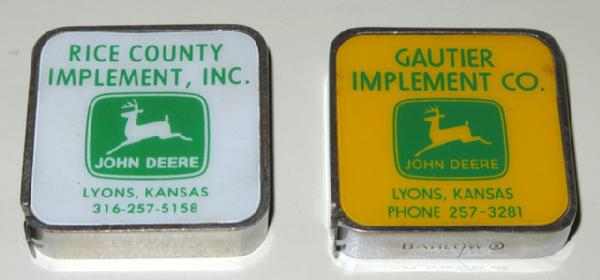 RICE COUNTY
IMPLEMENT, INC.
JOHN DEERE
LYONS, KANSAS
316-257-5158
GAUTIER
IMPLEMENT CO.
JOHN DEERE
LYONS, KANSAS
PHONE 257-3281
BARLOW